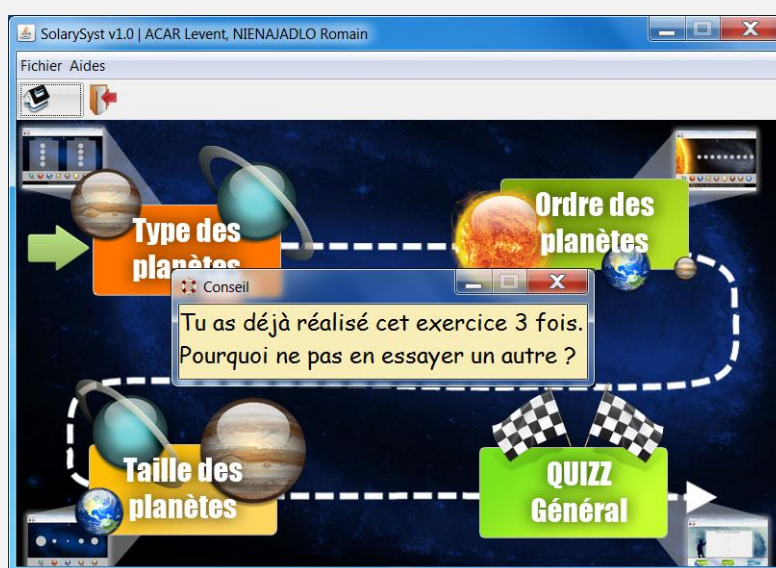 SolarySyst v1.0 | ACAR Levent, NIENAJADLO Romain
Fichier Aides
Type des
planètes
Ordre des
planètes
Conseil
Tu as déjà réalisé cet exercice 3 fois.
Pourquoi ne pas en essayer un autre ?
Taille des
planètes
QUIZZ
Général